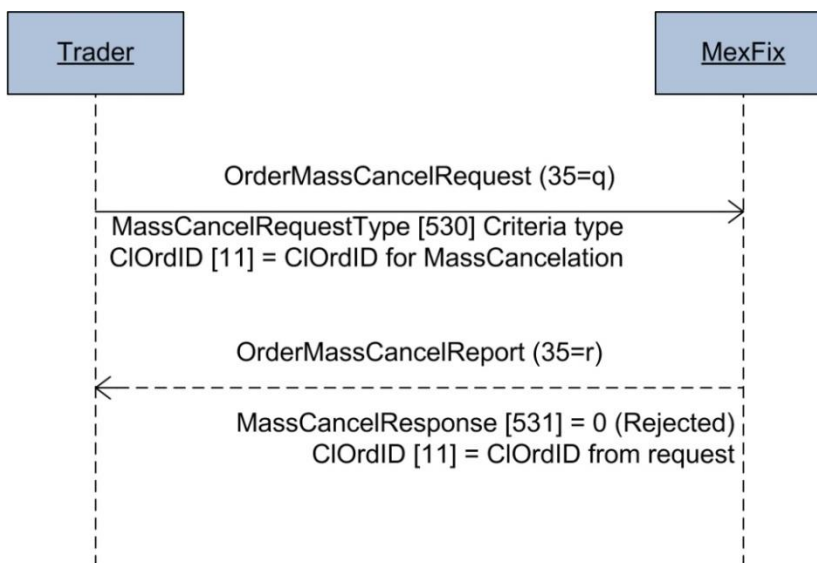 Trader
MexFix
OrderMassCancelRequest (35=q)
MassCancelRequestType [530] Criteria type
ClOrdID [11] = ClOrdID for MassCancelation
OrderMassCancelReport (35=r)
MassCancelResponse [531] = 0 (Rejected)
ClOrdID [11] = ClOrdID from request